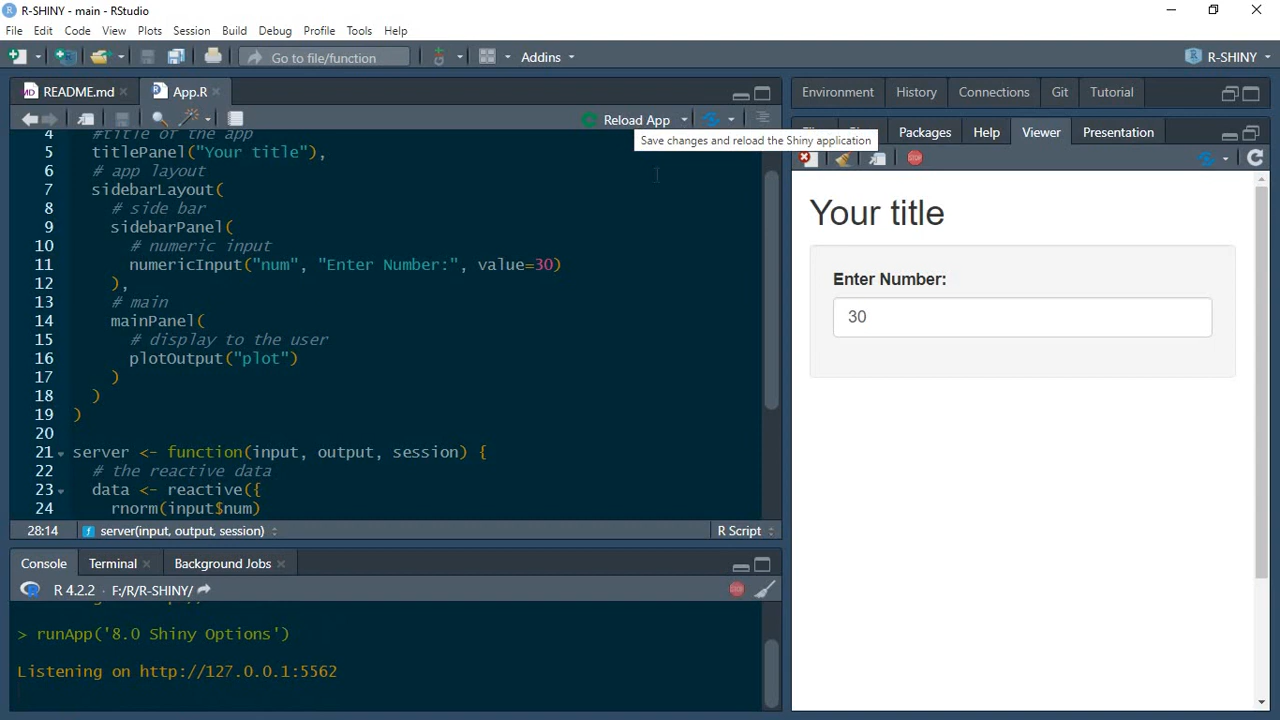 R-SHINY - main - RStudio
File Edit Code View Plots Session Build Debug Profile Tools Help
Go to file/function Addins R-SHINY
README.md App.R
Reload App
Save changes and reload the Shiny application
4 #title of the app
5 titlePanel("Your title"),
6 # app layout
7 sidebarLayout(
8 # side bar
9 sidebarPanel(
10 # numeric input
11 numericInput("num", "Enter Number:", value=30)
12 ),
13 # main
14 mainPanel(
15 # display to the user
16 plotOutput("plot")
17 )
18 )
19 )
20
21 server <- function(input, output, session) {
22 # the reactive data
23 data <- reactive({
24 rnorm(input$num)
28:14 server(input, output, session) R Script
Console Terminal Background Jobs
R 4.2.2 · F:/R/R-SHINY/
> runApp('8.0 Shiny Options')
Listening on http://127.0.0.1:5562
Environment History Connections Git Tutorial
Packages Help Viewer Presentation
STOP
Your title
Enter Number:
30